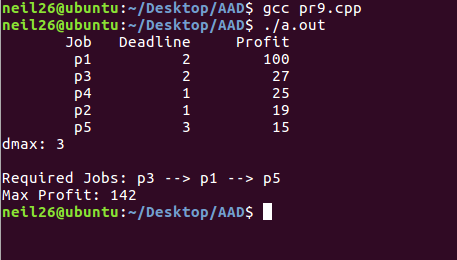 neil26@ubuntu:~/Desktop/AAD$ gcc pr9.cpp
neil26@ubuntu:~/Desktop/AAD$ ./a.out
Job Deadline Profit
p1 2 100
p3 2 27
p4 1 25
p2 1 19
p5 3 15
dmax: 3
Required Jobs: p3 --> p1 --> p5
Max Profit: 142
neil26@ubuntu:~/Desktop/AAD$